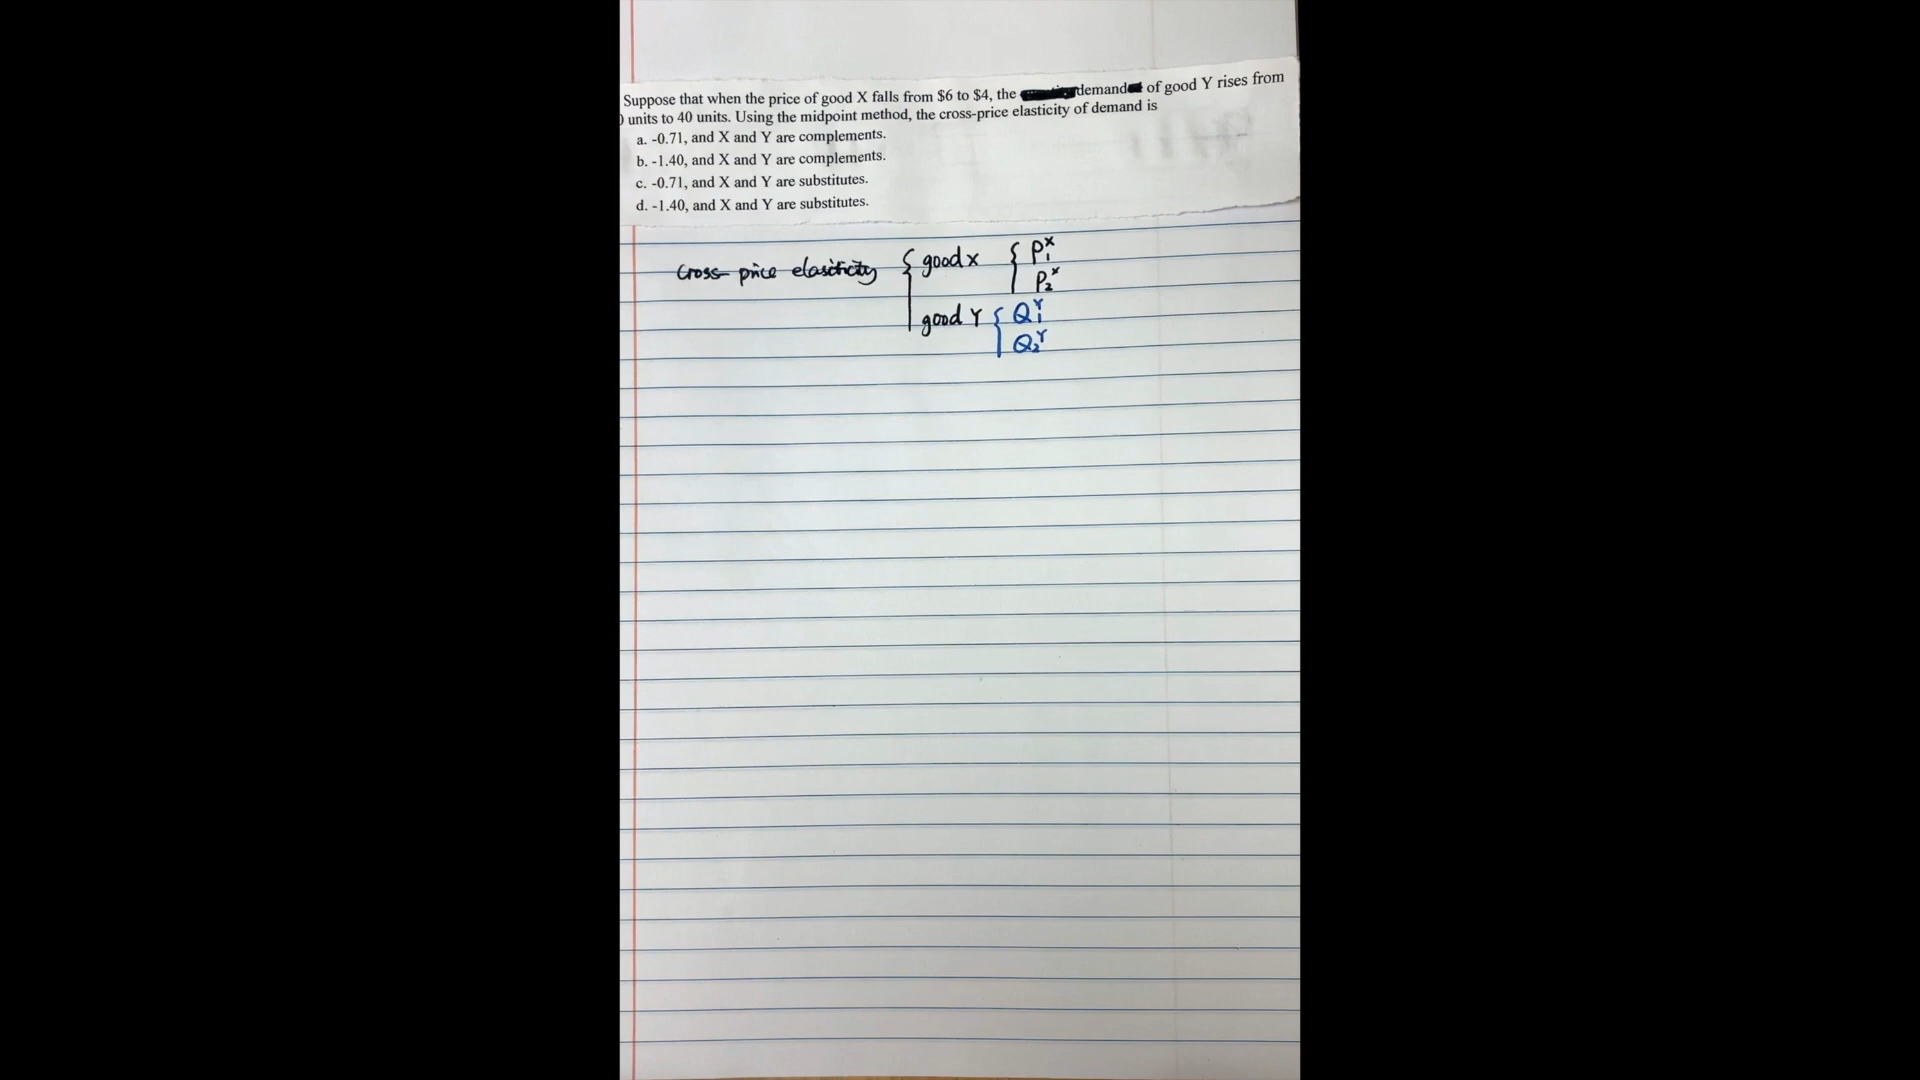 Suppose that when the price of good X falls from $6 to $4, the demand of good Y rises from
0 units to 40 units. Using the midpoint method, the cross-price elasticity of demand is
a. -0.71, and X and Y are complements.
b. -1.40, and X and Y are complements.
c. -0.71, and X and Y are substitutes.
d. -1.40, and X and Y are substitutes.
Cross-price elasiticity { good x { P₁ˣ
P₂ˣ
good Y { Q₁ʸ
Q₂ʸ